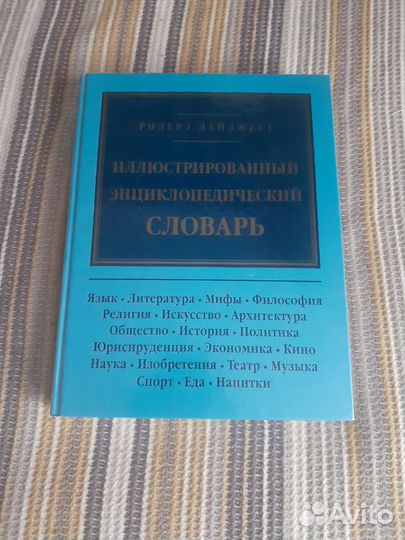 РИДЕРЗ ДАЙДЖЕСТ
ИЛЛЮСТРИРОВАННЫЙ
ЭНЦИКЛОПЕДИЧЕСКИЙ
СЛОВАРЬ
Язык • Литература • Мифы • Философия
Религия • Искусство • Архитектура
Общество • История • Политика
Юриспруденция • Экономика • Кино
Наука • Изобретения • Театр • Музыка
Спорт • Еда • Напитки
Avito